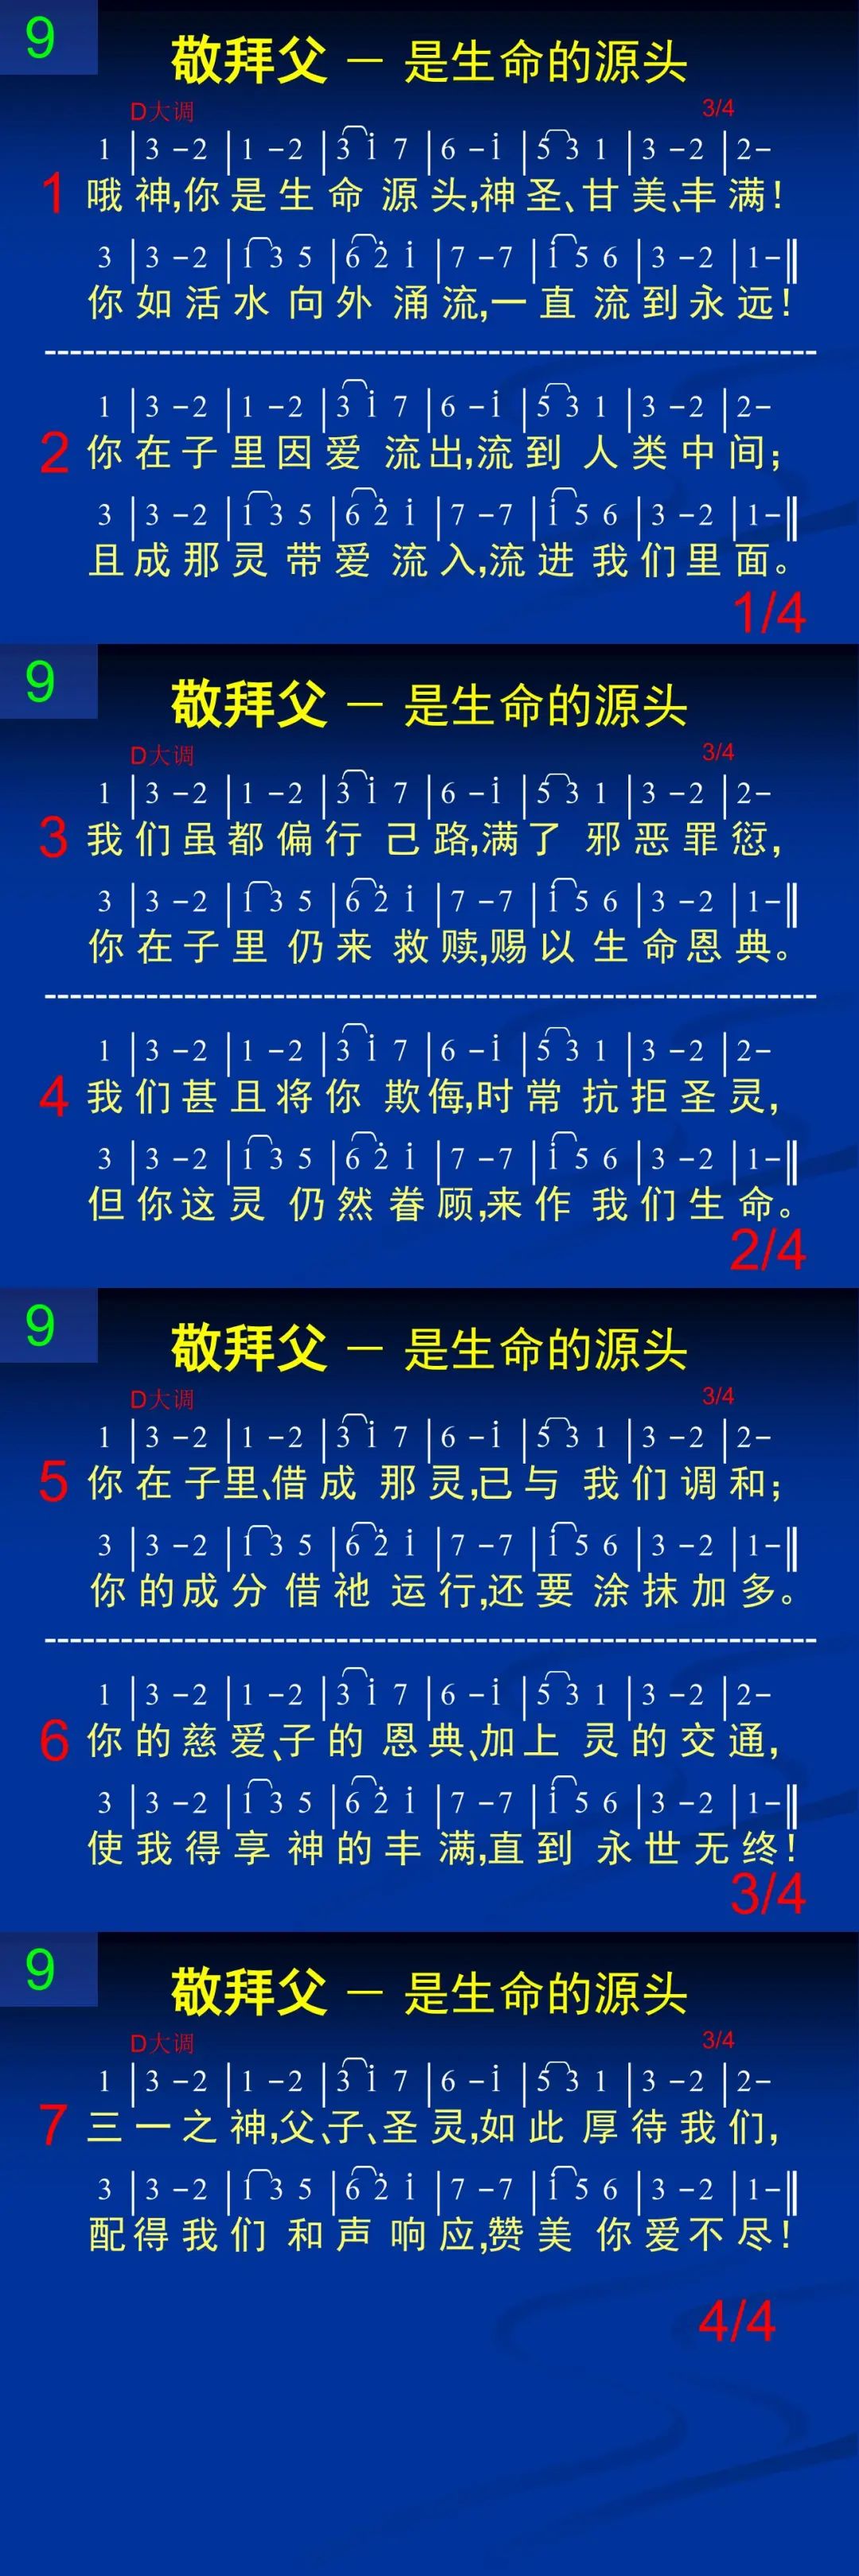 9
敬拜父 － 是生命的源头
D大调 3/4
1 |3 -2 |1 -2 |3 i 7 |6 -i |5 3 1 |3 -2 |2-
1 哦神,你是生命源头,神圣、甘美、丰满!
3 |3 -2 |1 3 5 |6 2̇ i |7 -7 |i 5 6 |3 -2 |1-‖
你如活水向外涌流,一直流到永远!
1 |3 -2 |1 -2 |3 i 7 |6 -i |5 3 1 |3 -2 |2-
2 你在子里因爱流出,流到人类中间;
3 |3 -2 |1 3 5 |6 2̇ i |7 -7 |i 5 6 |3 -2 |1-‖
且成那灵带爱流入,流进我们里面。
1/4
9
敬拜父 － 是生命的源头
D大调 3/4
1 |3 -2 |1 -2 |3 i 7 |6 -i |5 3 1 |3 -2 |2-
3 我们虽都偏行己路,满了邪恶罪愆,
3 |3 -2 |1 3 5 |6 2̇ i |7 -7 |i 5 6 |3 -2 |1-‖
你在子里仍来救赎,赐以生命恩典。
1 |3 -2 |1 -2 |3 i 7 |6 -i |5 3 1 |3 -2 |2-
4 我们甚且将你欺侮,时常抗拒圣灵,
3 |3 -2 |1 3 5 |6 2̇ i |7 -7 |i 5 6 |3 -2 |1-‖
但你这灵仍然眷顾,来作我们生命。
2/4
9
敬拜父 － 是生命的源头
D大调 3/4
1 |3 -2 |1 -2 |3 i 7 |6 -i |5 3 1 |3 -2 |2-
5 你在子里、借成那灵,已与我们调和;
3 |3 -2 |1 3 5 |6 2̇ i |7 -7 |i 5 6 |3 -2 |1-‖
你的成分借祂运行,还要涂抹加多。
1 |3 -2 |1 -2 |3 i 7 |6 -i |5 3 1 |3 -2 |2-
6 你的慈爱、子的恩典、加上灵的交通,
3 |3 -2 |1 3 5 |6 2̇ i |7 -7 |i 5 6 |3 -2 |1-‖
使我得享神的丰满,直到永世无终!
3/4
9
敬拜父 － 是生命的源头
D大调 3/4
1 |3 -2 |1 -2 |3 i 7 |6 -i |5 3 1 |3 -2 |2-
7 三一之神,父、子、圣灵,如此厚待我们,
3 |3 -2 |1 3 5 |6 2̇ i |7 -7 |i 5 6 |3 -2 |1-‖
配得我们和声响应,赞美你爱不尽!
4/4